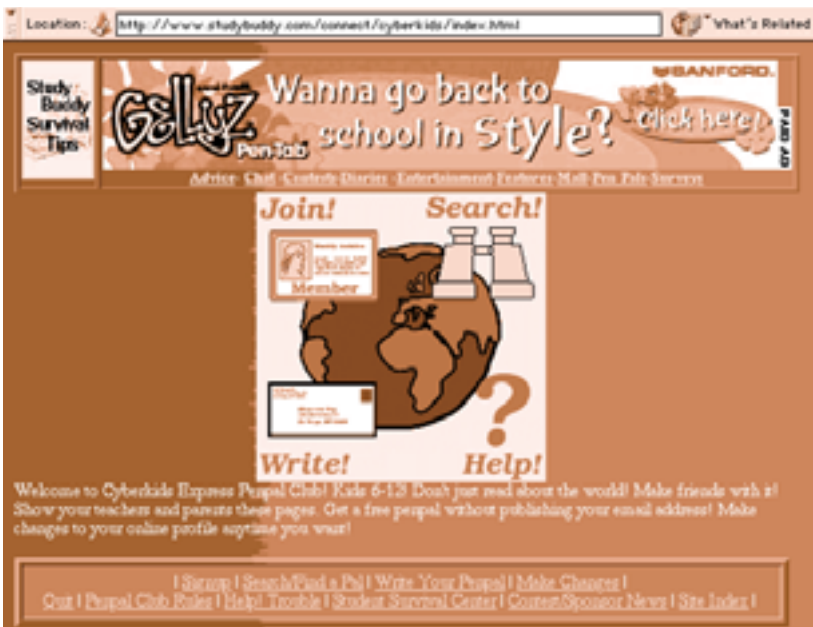 Location: http://www.studybuddy.com/connect/cyberkids/index.html What's Related
Study
Buddy
Survival
Tips
GELLYZ
Pen-Tab
Wanna go back to
school in Style?
SANFORD.
Click here!
PAID AD
Advice Chat Contests Diaries Entertainment Features Mall Pen Pals Surveys
Join! Search!
Member
Write! Help!
Welcome to Cyberkids Express Penpal Club! Kids 6-12! Don't just read about the world! Make friends with it!
Show your teachers and parents these pages. Get a free penpal without publishing your email address! Make
changes to your online profile anytime you want!
| Signup | Search/Find a Pal | Write Your Penpal | Make Changes |
Quit | Penpal Club Rules | Help! Trouble | Student Survival Center | Contest/Sponsor News | Site Index |